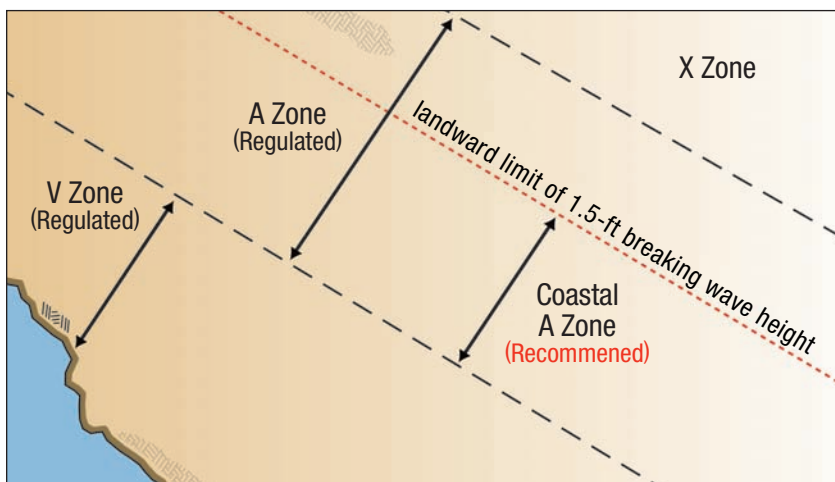 X Zone
A Zone
(Regulated)
landward limit of 1.5-ft breaking wave height
V Zone
(Regulated)
Coastal
A Zone
(Recommened)